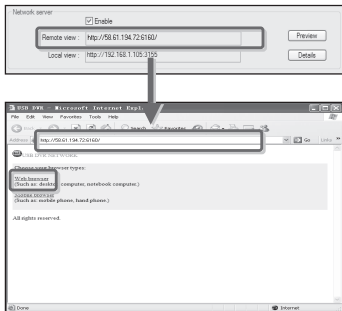 Network server
Enable
Remote view : http://58.61.194.72:6160/
Preview
Local view : http://192.168.1.105:3155
Details
USB DVR - Microsoft Internet Expl
File Edit View Favorites Tools Help
Search Favorites
Address http://58.61.194.72:6160/ Go Links »
USB DVR NETWORK
Choose your browser types:
Web browser
(Such as: desktop computer, notebook computer.)
Mobile browser
(Such as: mobile phone, hand phone.)
All rights reserved.
Done Internet